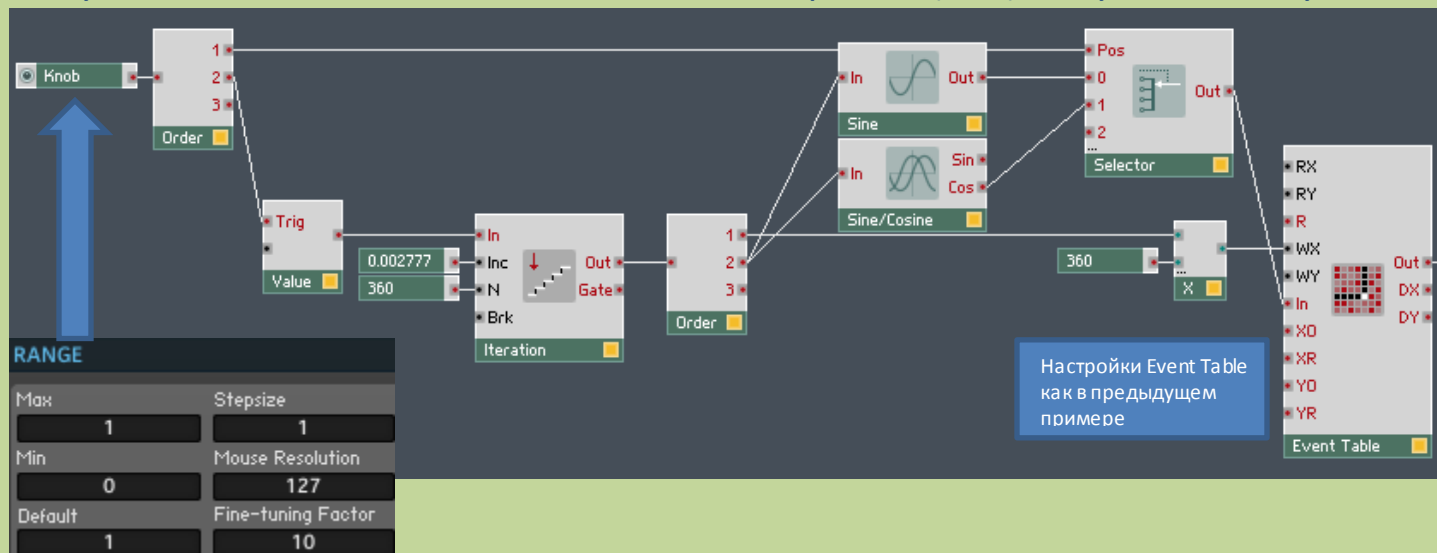 Knob
1
2
3
Order
Trig
Value
0.002777
360
In
Inc
N
Brk
Out
Gate
Iteration
1
2
3
Order
In
Out
Sine
In
Sin
Cos
Sine/Cosine
Pos
0
1
2
...
Out
Selector
360
...
X
RX
RY
R
WX
WY
In
XO
XR
YO
YR
Out
DX
DY
Event Table
Настройки Event Table
как в предыдущем
примере
RANGE
Max
Stepsize
1
1
Min
Mouse Resolution
0
127
Default
Fine-tuning Factor
1
10